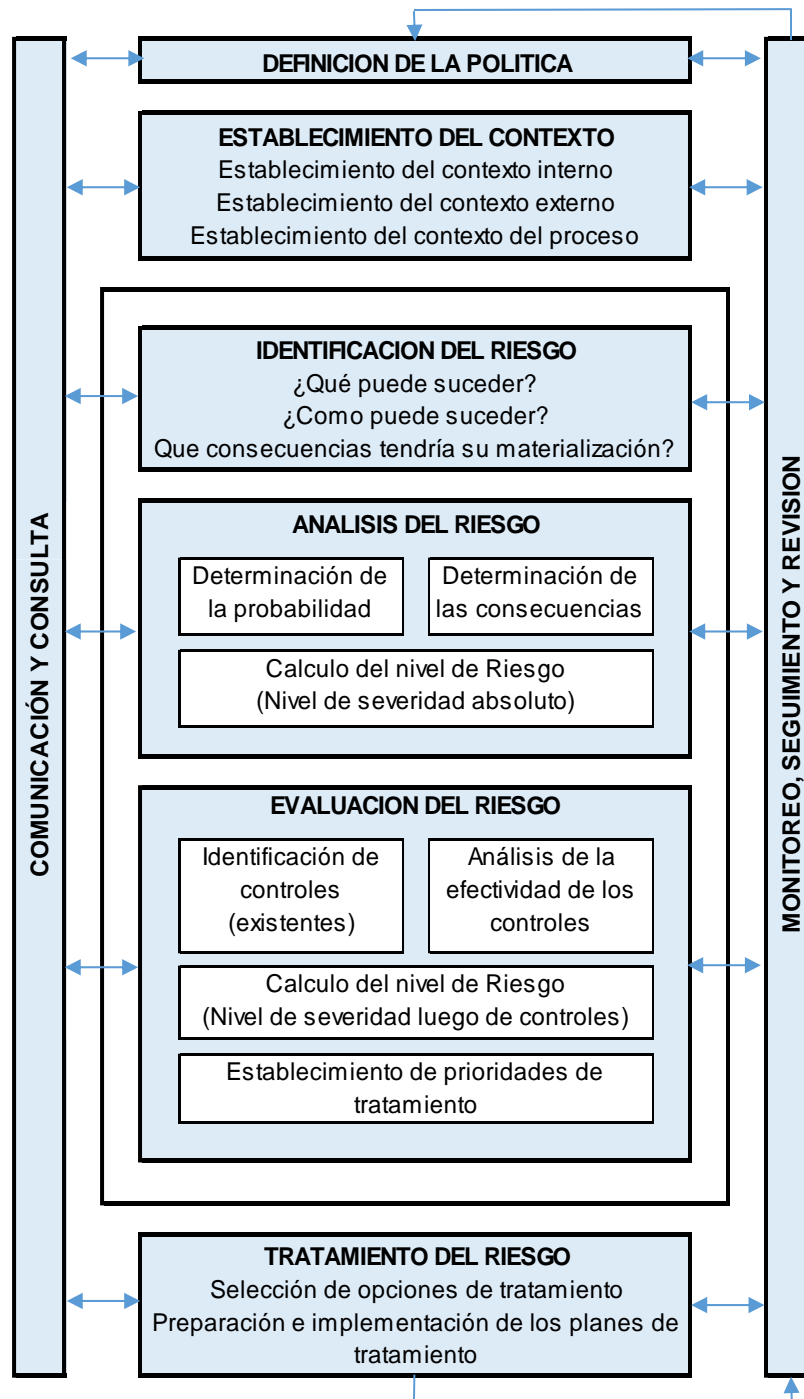 DEFINICION DE LA POLITICA
ESTABLECIMIENTO DEL CONTEXTO
Establecimiento del contexto interno
Establecimiento del contexto externo
Establecimiento del contexto del proceso
IDENTIFICACION DEL RIESGO
¿Qué puede suceder?
¿Como puede suceder?
Que consecuencias tendría su materialización?
ANALISIS DEL RIESGO
Determinación de
la probabilidad
Determinación de
las consecuencias
Calculo del nivel de Riesgo
(Nivel de severidad absoluto)
EVALUACION DEL RIESGO
Identificación de
controles
(existentes)
Análisis de la
efectividad de los
controles
Calculo del nivel de Riesgo
(Nivel de severidad luego de controles)
Establecimiento de prioridades de
tratamiento
TRATAMIENTO DEL RIESGO
Selección de opciones de tratamiento
Preparación e implementación de los planes de
tratamiento
COMUNICACIÓN Y CONSULTA
MONITOREO, SEGUIMIENTO Y REVISION